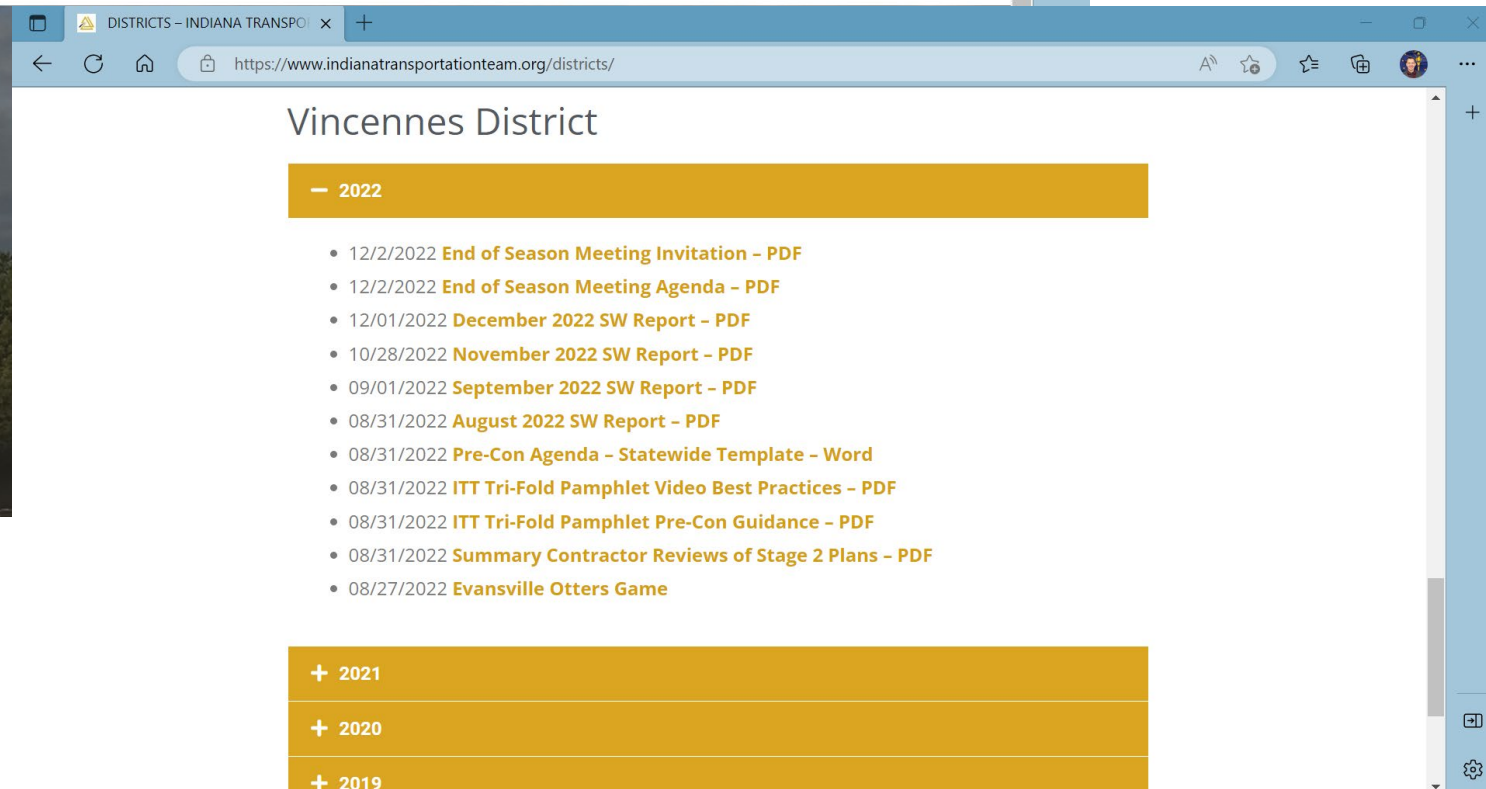 DISTRICTS – INDIANA TRANSPO
https://www.indianatransportationteam.org/districts/
Vincennes District
2022
12/2/2022 End of Season Meeting Invitation – PDF
12/2/2022 End of Season Meeting Agenda – PDF
12/01/2022 December 2022 SW Report – PDF
10/28/2022 November 2022 SW Report – PDF
09/01/2022 September 2022 SW Report – PDF
08/31/2022 August 2022 SW Report – PDF
08/31/2022 Pre-Con Agenda – Statewide Template – Word
08/31/2022 ITT Tri-Fold Pamphlet Video Best Practices – PDF
08/31/2022 ITT Tri-Fold Pamphlet Pre-Con Guidance – PDF
08/31/2022 Summary Contractor Reviews of Stage 2 Plans – PDF
08/27/2022 Evansville Otters Game
2021
2020
2019